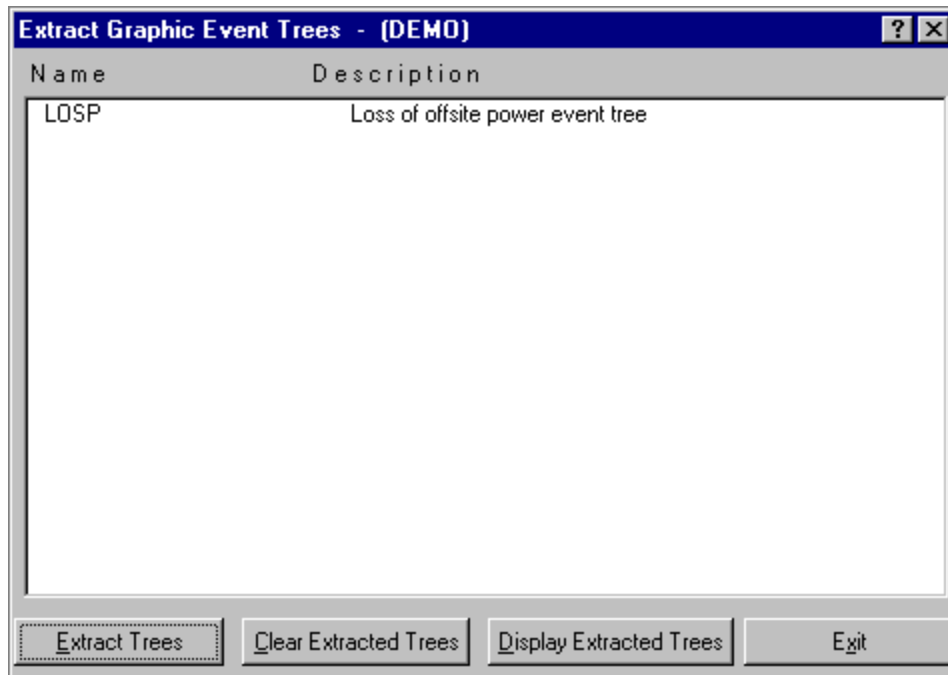 Extract Graphic Event Trees - (DEMO)
Name Description
LOSP Loss of offsite power event tree
Extract Trees Clear Extracted Trees Display Extracted Trees Exit